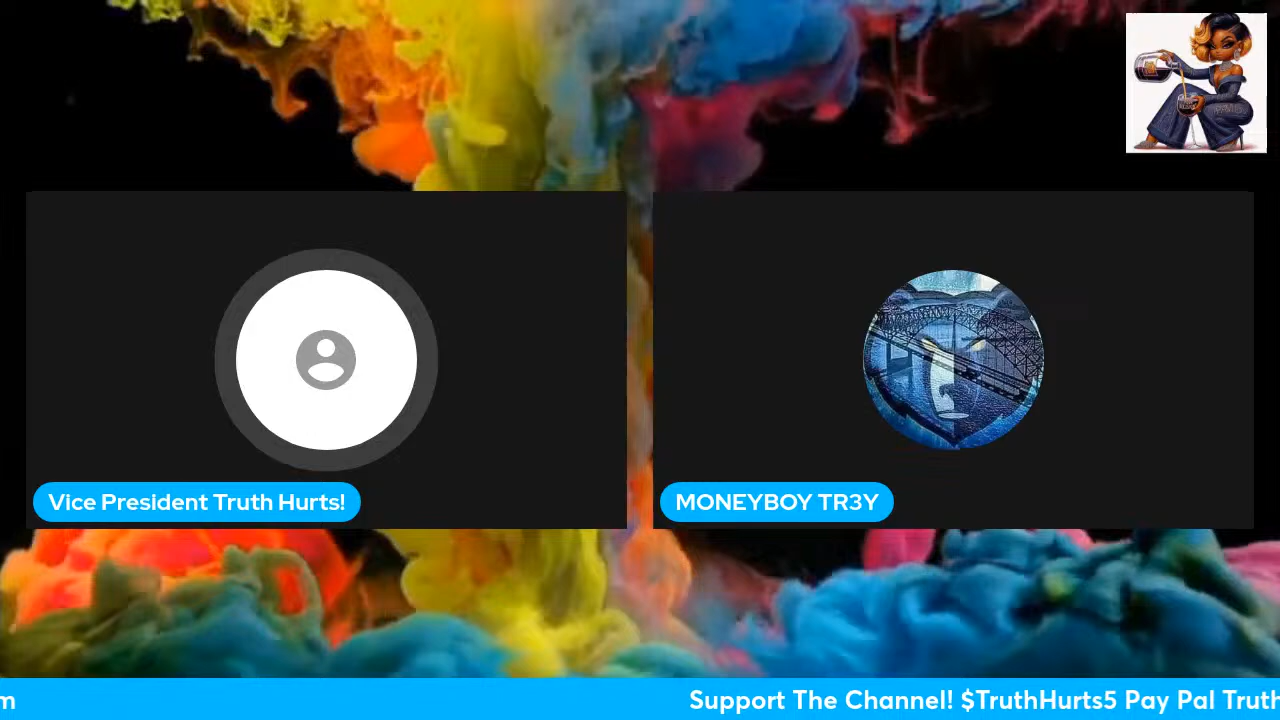 Vice President Truth Hurts!
MONEYBOY TR3Y
m
Support The Channel! $TruthHurts5 Pay Pal Truth